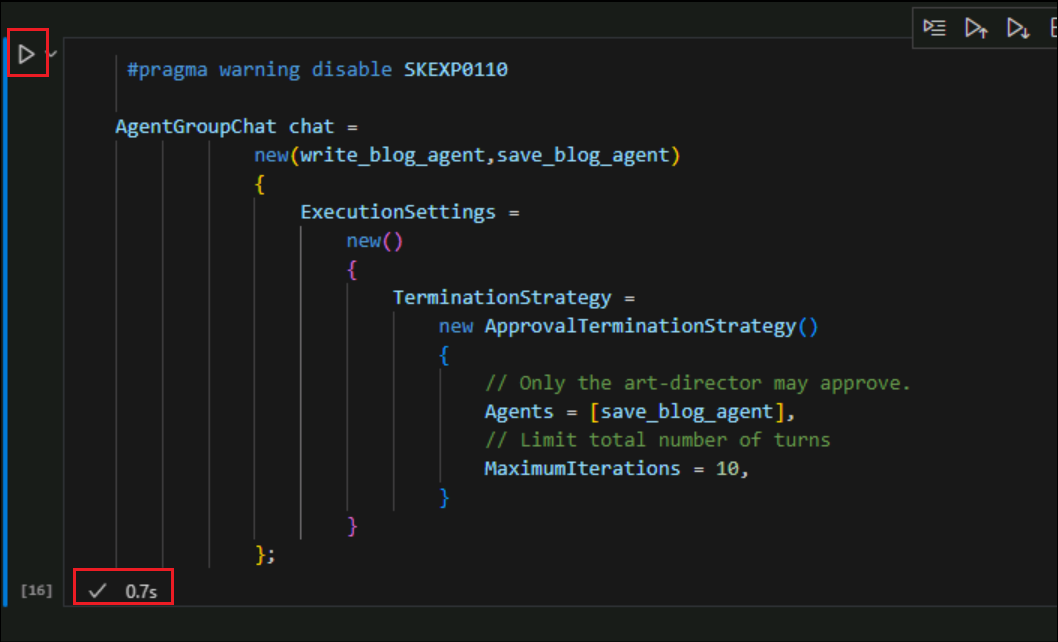 #pragma warning disable SKEXP0110
AgentGroupChat chat =
new(write_blog_agent,save_blog_agent)
{
ExecutionSettings =
new()
{
TerminationStrategy =
new ApprovalTerminationStrategy()
{
// Only the art-director may approve.
Agents = [save_blog_agent],
// Limit total number of turns
MaximumIterations = 10,
}
}
};
[16] 0.7s